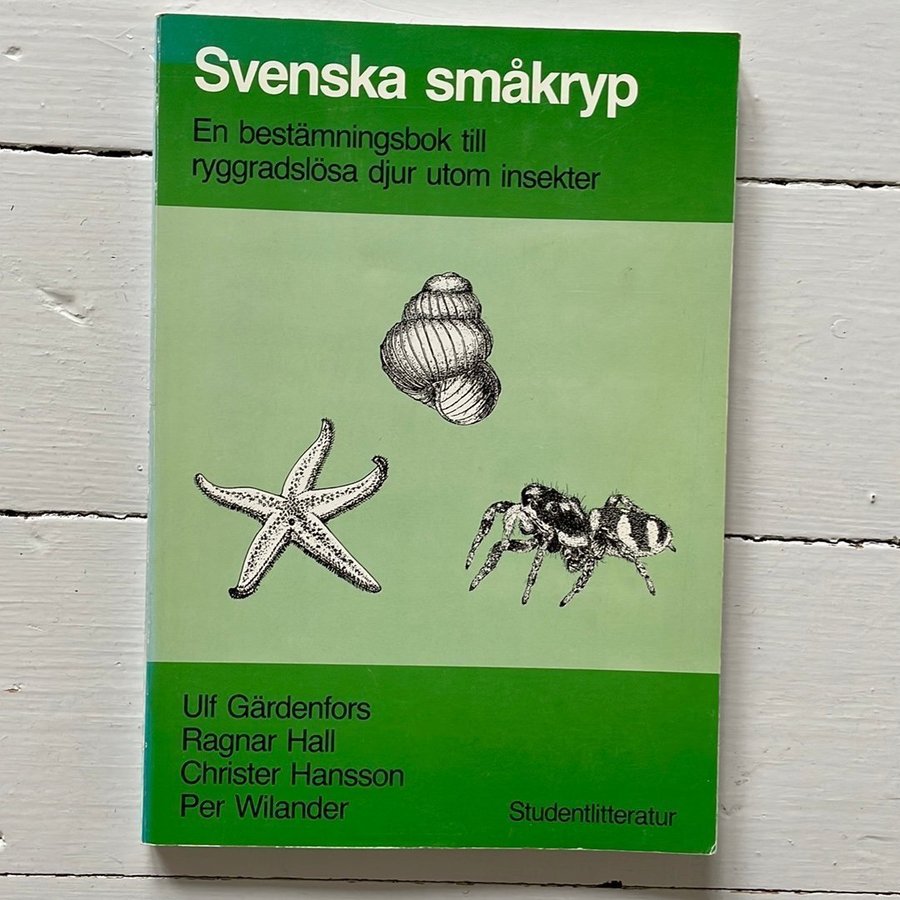 Svenska småkryp
En bestämningsbok till
ryggradslösa djur utom insekter
Ulf Gärdenfors
Ragnar Hall
Christer Hansson
Per Wilander
Studentlitteratur